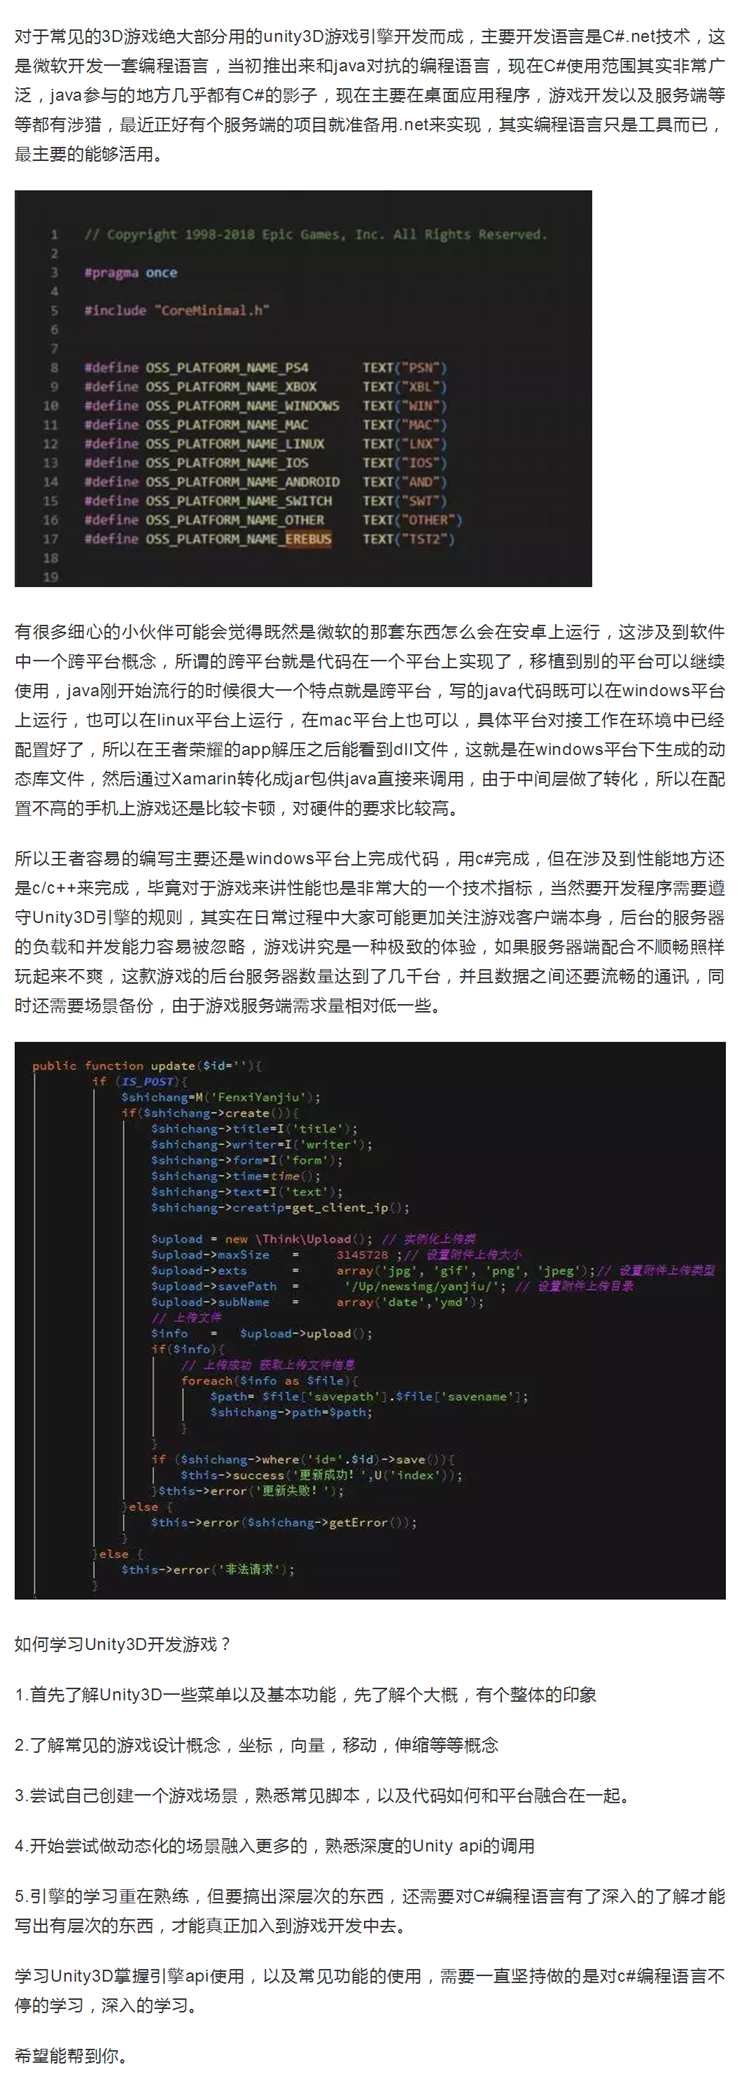 对于常见的3D游戏绝大部分用的unity3D游戏引擎开发而成，主要开发语言是C#.net技术，这
是微软开发一套编程语言，当初推出来和java对抗的编程语言，现在C#使用范围其实非常广
泛，java参与的地方几乎都有C#的影子，现在主要在桌面应用程序，游戏开发以及服务端等
等都有涉猎，最近正好有个服务端的项目就准备用.net来实现，其实编程语言只是工具而已，
最主要的能够活用。
1 // Copyright 1998-2018 Epic Games, Inc. All Rights Reserved.
2
3 #pragma once
4
5 #include "CoreMinimal.h"
6
7
8 #define OSS_PLATFORM_NAME_PS4 TEXT("PSN")
9 #define OSS_PLATFORM_NAME_XBOX TEXT("XBL")
10 #define OSS_PLATFORM_NAME_WINDOWS TEXT("WIN")
11 #define OSS_PLATFORM_NAME_MAC TEXT("MAC")
12 #define OSS_PLATFORM_NAME_LINUX TEXT("LNX")
13 #define OSS_PLATFORM_NAME_IOS TEXT("IOS")
14 #define OSS_PLATFORM_NAME_ANDROID TEXT("AND")
15 #define OSS_PLATFORM_NAME_SWITCH TEXT("SWT")
16 #define OSS_PLATFORM_NAME_OTHER TEXT("OTHER")
17 #define OSS_PLATFORM_NAME_EREBUS TEXT("TST2")
18
19
有很多细心的小伙伴可能会觉得既然是微软的那套东西怎么会在安卓上运行，这涉及到软件
中一个跨平台概念，所谓的跨平台就是代码在一个平台上实现了，移植到别的平台可以继续
使用，java刚开始流行的时候很大一个特点就是跨平台，写的java代码既可以在windows平台
上运行，也可以在linux平台上运行，在mac平台上也可以，具体平台对接工作在环境中已经
配置好了，所以在王者荣耀的app解压之后能看到dll文件，这就是在windows平台下生成的动
态库文件，然后通过Xamarin转化成jar包供java直接来调用，由于中间层做了转化，所以在配
置不高的手机上游戏还是比较卡顿，对硬件的要求比较高。
所以王者容易的编写主要还是windows平台上完成代码，用c#完成，但在涉及到性能地方还
是c/c++来完成，毕竟对于游戏来讲性能也是非常大的一个技术指标，当然要开发程序需要遵
守Unity3D引擎的规则，其实在日常过程中大家可能更加关注游戏客户端本身，后台的服务器
的负载和并发能力容易被忽略，游戏讲究是一种极致的体验，如果服务器端配合不顺畅照样
玩起来不爽，这款游戏的后台服务器数量达到了几千台，并且数据之间还要流畅的通讯，同
时还需要场景备份，由于游戏服务端需求量相对低一些。
public function update($id=''){
if (IS_POST){
$shichang=M('FenxiYanjiu');
if($shichang->create()){
$shichang->title=I('title');
$shichang->writer=I('writer');
$shichang->form=I('form');
$shichang->time=time();
$shichang->text=I('text');
$shichang->creatip=get_client_ip();
$upload = new \Think\Upload(); // 实例化上传类
$upload->maxSize = 3145728 ;// 设置附件上传大小
$upload->exts = array('jpg', 'gif', 'png', 'jpeg');// 设置附件上传类型
$upload->savePath = '/Up/newsimg/yanjiu/'; // 设置附件上传目录
$upload->subName = array('date','ymd');
// 上传文件
$info = $upload->upload();
if($info){
// 上传成功 获取上传文件信息
foreach($info as $file){
$path= $file['savepath'].$file['savename'];
$shichang->path=$path;
}
}
if ($shichang->where('id='.$id)->save()){
$this->success('更新成功！',U('index'));
}$this->error('更新失败！');
}else {
$this->error($shichang->getError());
}
}else {
$this->error('非法请求');
}
如何学习Unity3D开发游戏？
1.首先了解Unity3D一些菜单以及基本功能，先了解个大概，有个整体的印象
2.了解常见的游戏设计概念，坐标，向量，移动，伸缩等等概念
3.尝试自己创建一个游戏场景，熟悉常见脚本，以及代码如何和平台融合在一起。
4.开始尝试做动态化的场景融入更多的，熟悉深度的Unity api的调用
5.引擎的学习重在熟练，但要搞出深层次的东西，还需要对C#编程语言有了深入的了解才能
写出有层次的东西，才能真正加入到游戏开发中去。
学习Unity3D掌握引擎api使用，以及常见功能的使用，需要一直坚持做的是对c#编程语言不
停的学习，深入的学习。
希望能帮到你。